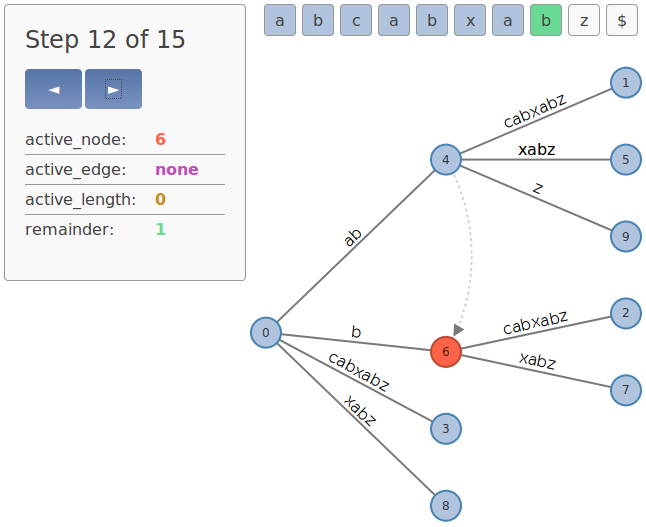 Step 12 of 15
◄ ►
active_node: 6
active_edge: none
active_length: 0
remainder: 1
a b c a b x a b z $
1
cabxabz
4 xabz 5
z
9
ab
2
cabxabz
0 b 6
xabz
7
cabxabz
3
xabz
8